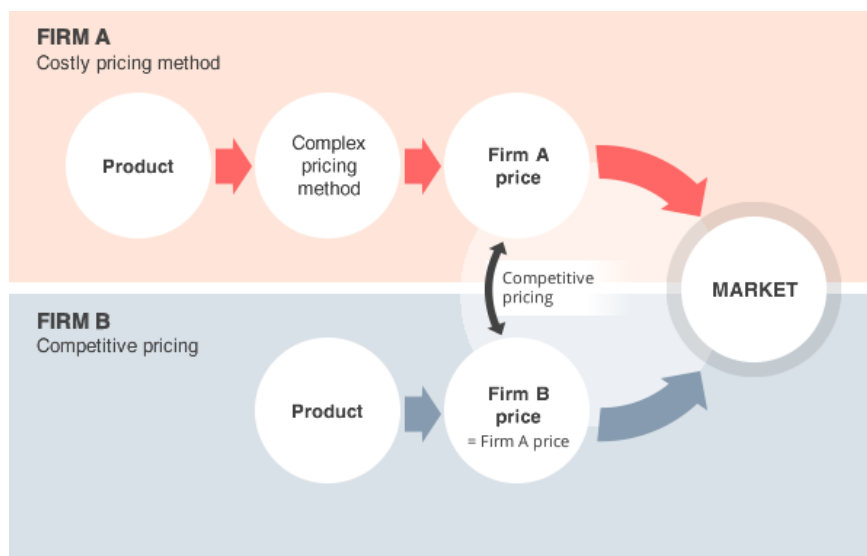 FIRM A
Costly pricing method
Product
Complex
pricing
method
Firm A
price
Competitive
pricing
MARKET
FIRM B
Competitive pricing
Product
Firm B
price
= Firm A price